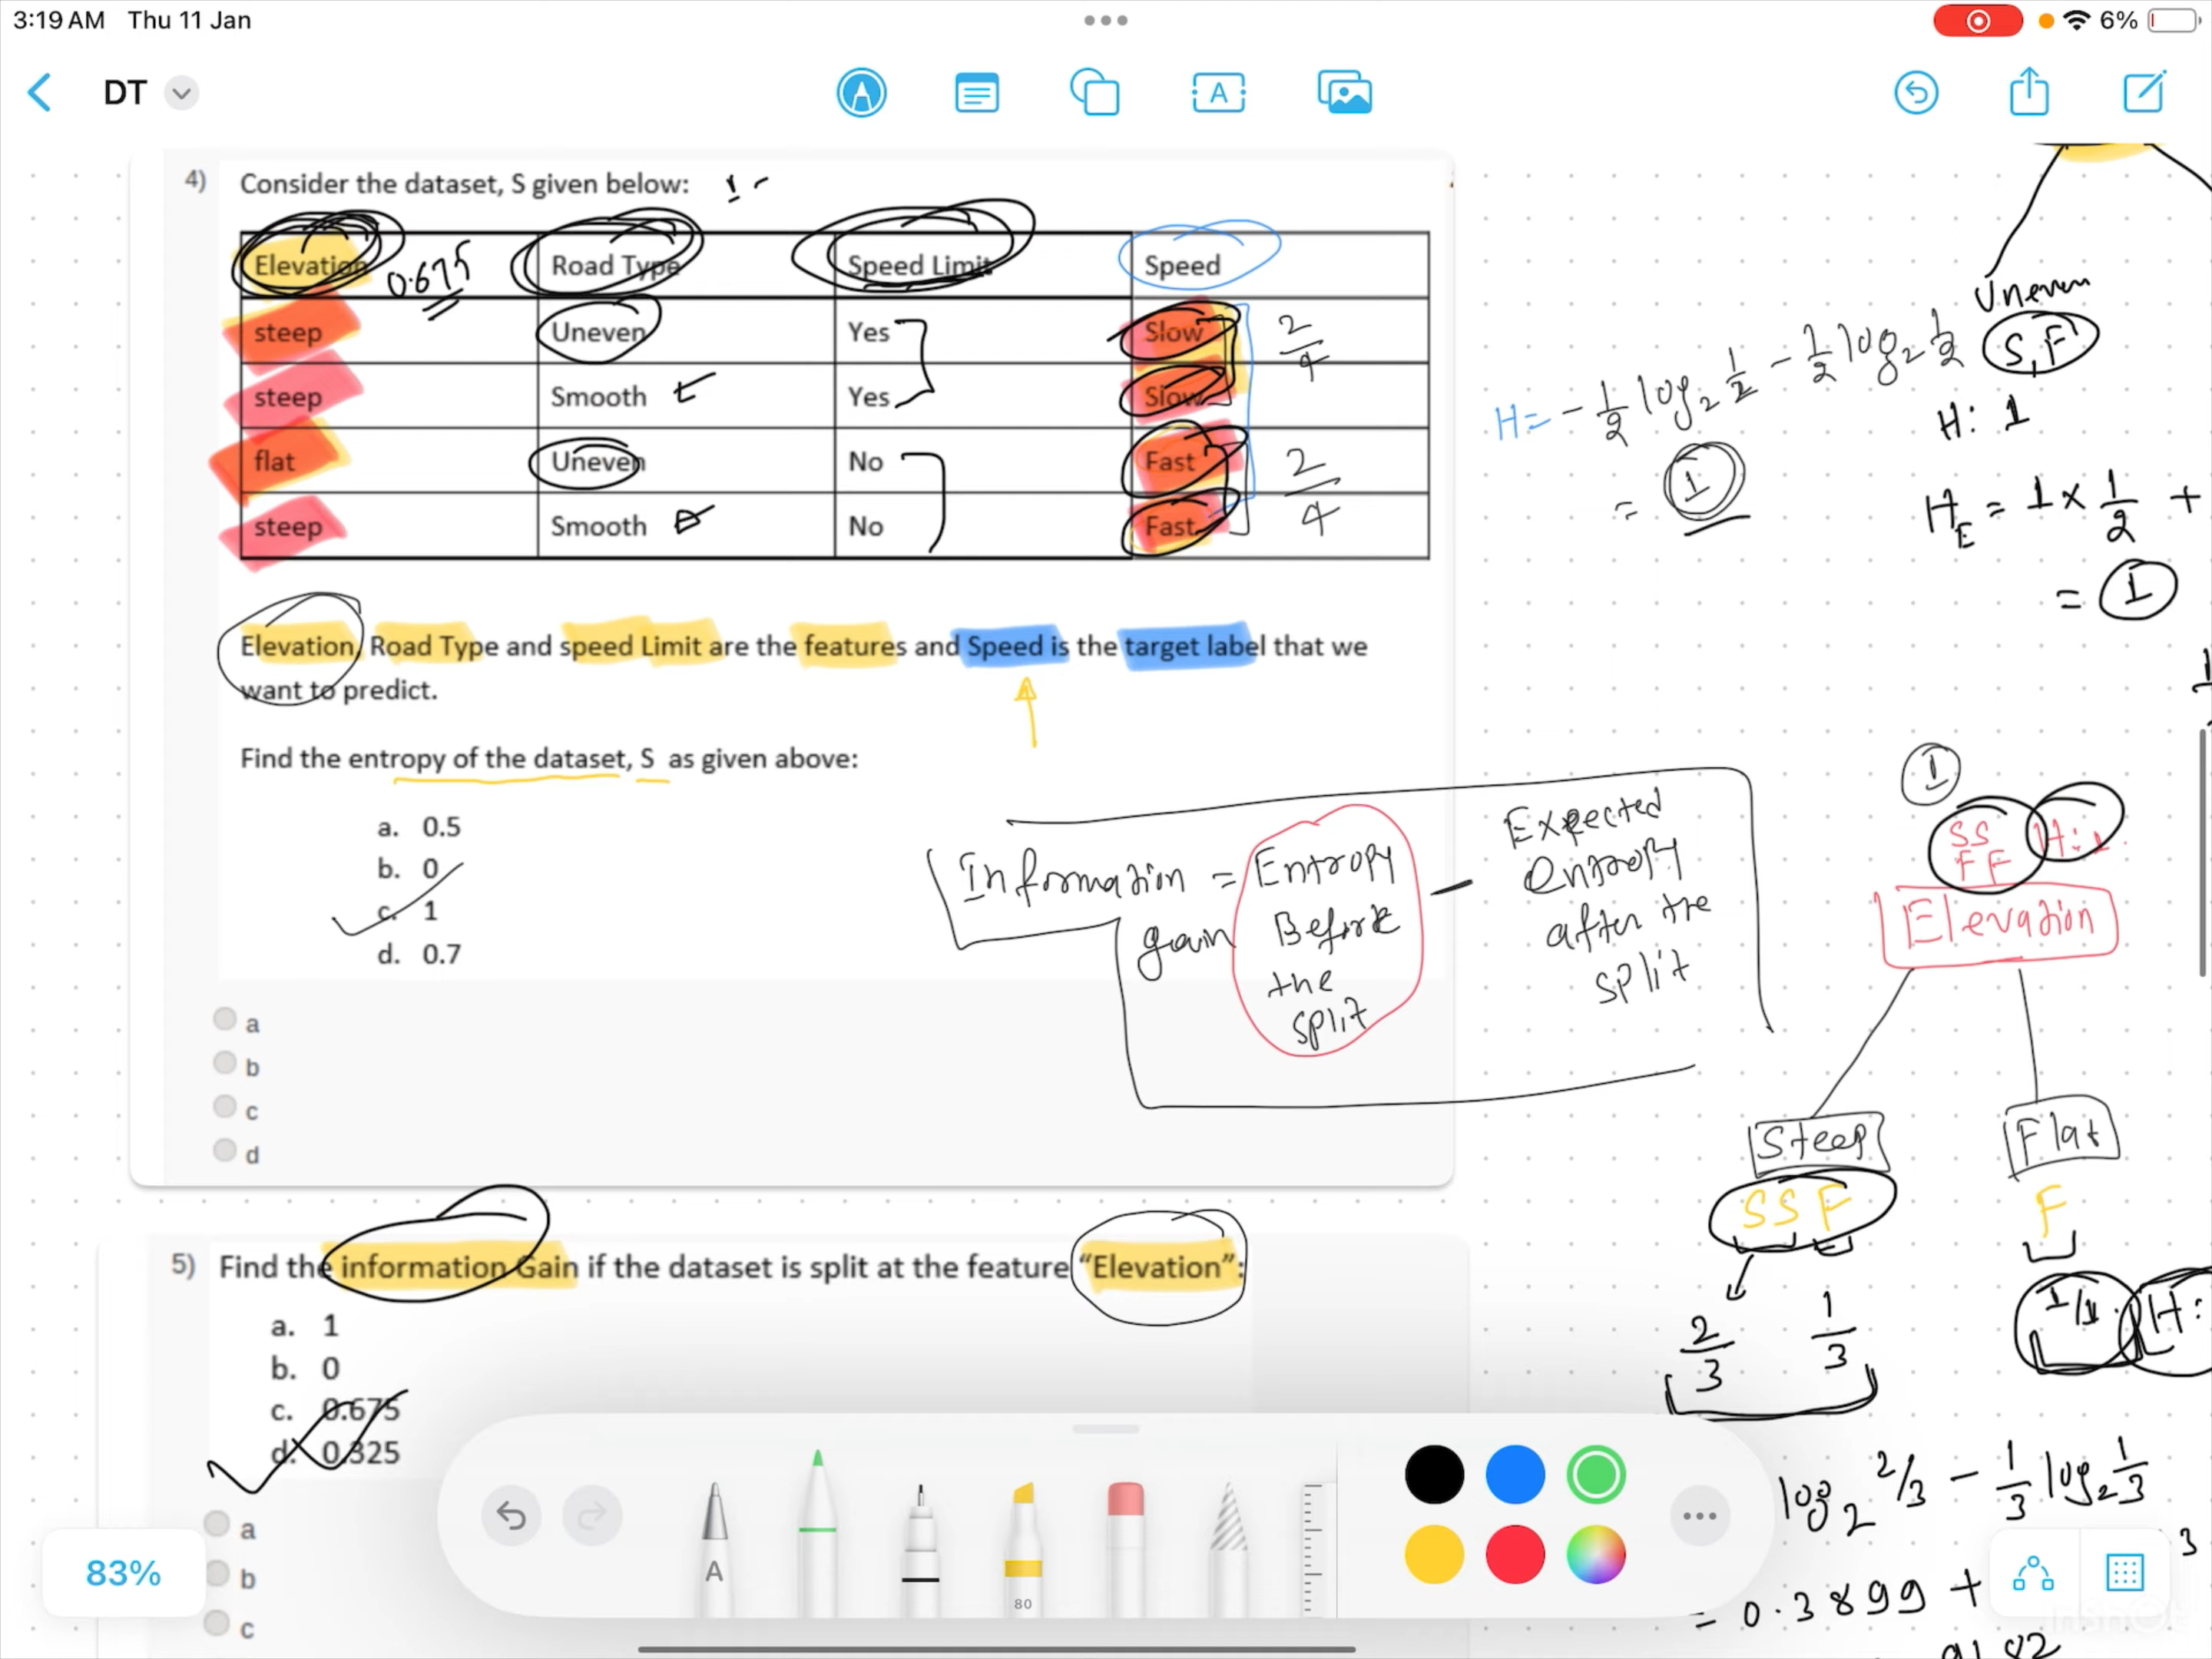 3:19 AM Thu 11 Jan
6%
DT
4) Consider the dataset, S given below:
Elevation 0.675 Road Type Speed Limit Speed
steep Uneven Yes Slow 2/4
steep Smooth Yes Slow
flat Uneven No Fast 2/4
steep Smooth No Fast
Elevation, Road Type and speed Limit are the features and Speed is the target label that we
want to predict.
Find the entropy of the dataset, S as given above:
a. 0.5
b. 0
c. 1
d. 0.7
a
b
c
d
Information gain = Entropy Before the split - Expected entropy after the split
5) Find the information Gain if the dataset is split at the feature "Elevation":
a. 1
b. 0
c. 0.675
d. 0.325
a
b
c
Uneven
S, F
H: 1
H = - 1/2 log2 1/2 - 1/2 log2 1/2
= 1
HE = 1 x 1/2 +
= 1
1
SS
FF
H:1
Elevation
Steep Flat
SSF F
2/3 1/3 1/1 H:
log2 2/3 - 1/3 log2 1/3
= 0.3899 +
83%
A
80